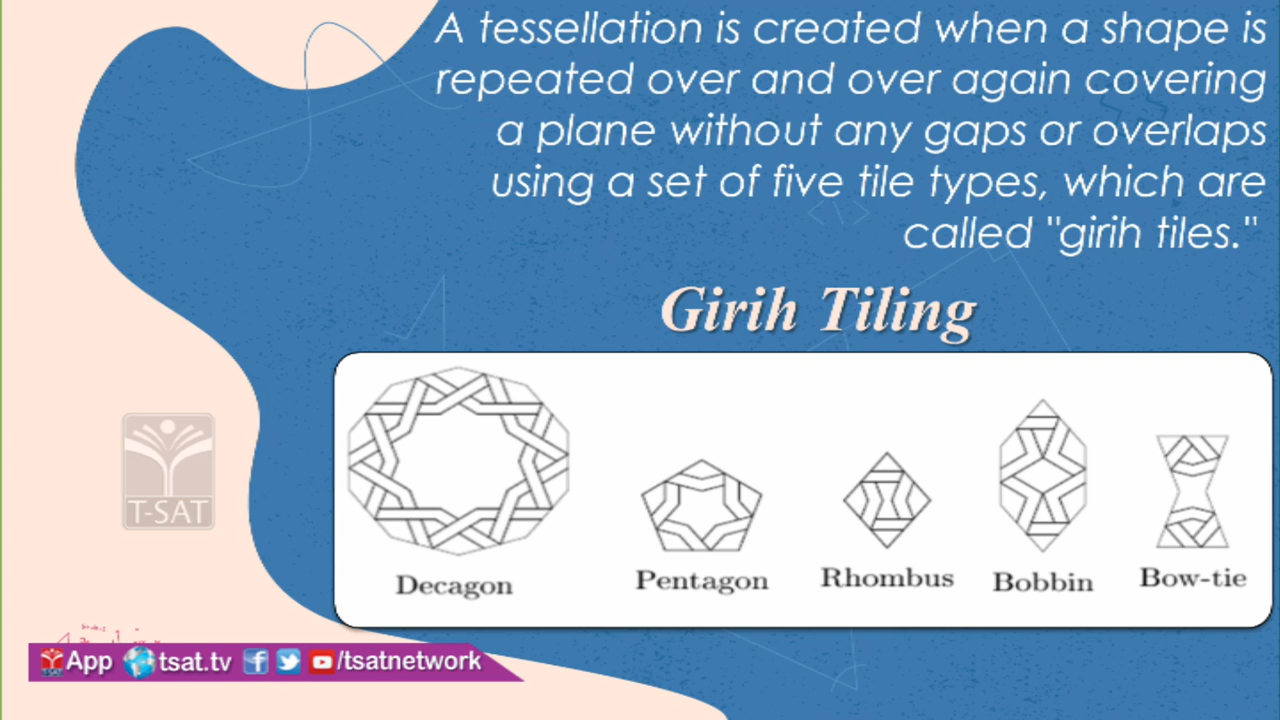 A tessellation is created when a shape is
repeated over and over again covering
a plane without any gaps or overlaps
using a set of five tile types, which are
called "girih tiles."
Girih Tiling
Decagon
Pentagon
Rhombus
Bobbin
Bow-tie
T-SAT
App tsat.tv /tsatnetwork